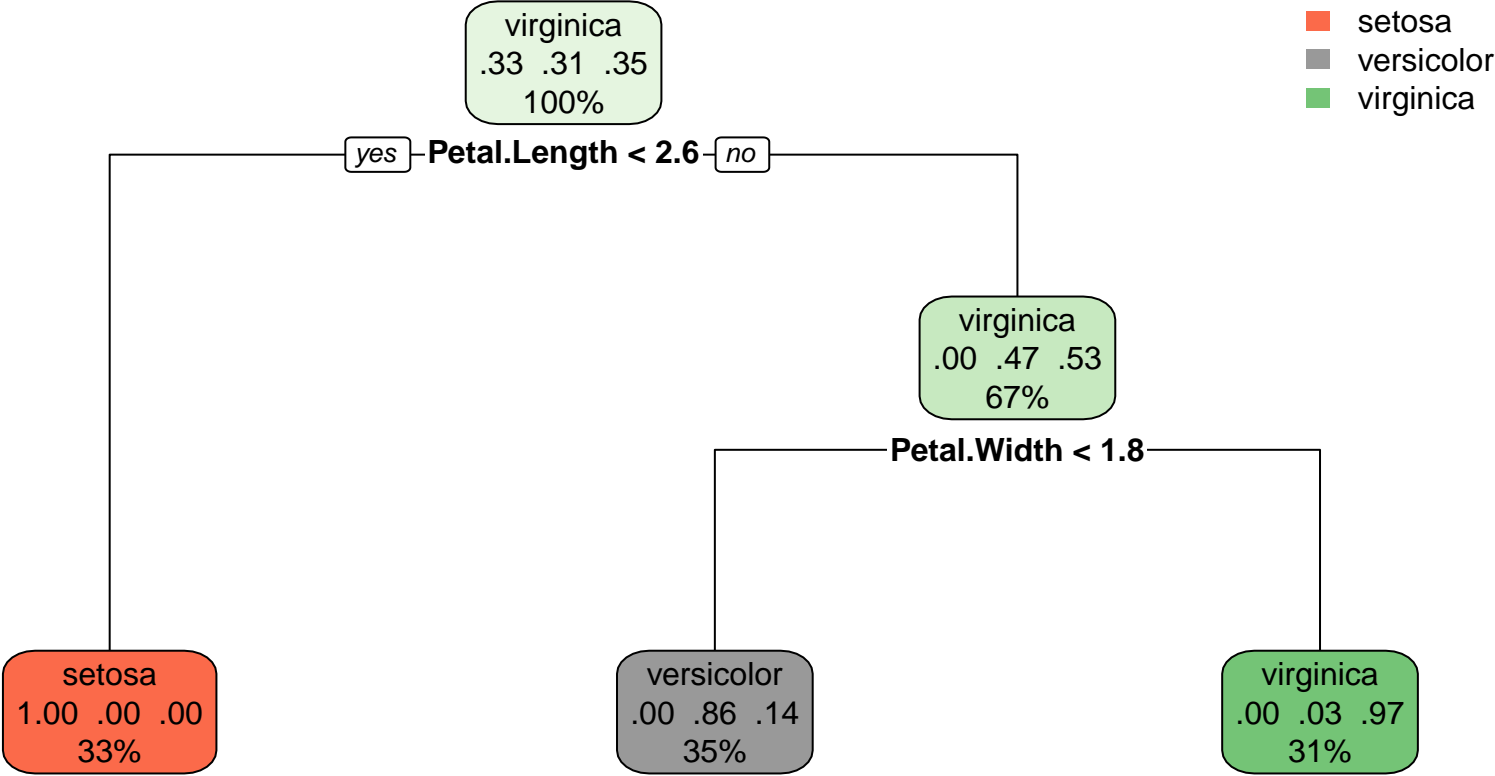 virginica
.33 .31 .35
100%
setosa
versicolor
virginica
yes Petal.Length < 2.6 no
virginica
.00 .47 .53
67%
Petal.Width < 1.8
setosa
1.00 .00 .00
33%
versicolor
.00 .86 .14
35%
virginica
.00 .03 .97
31%